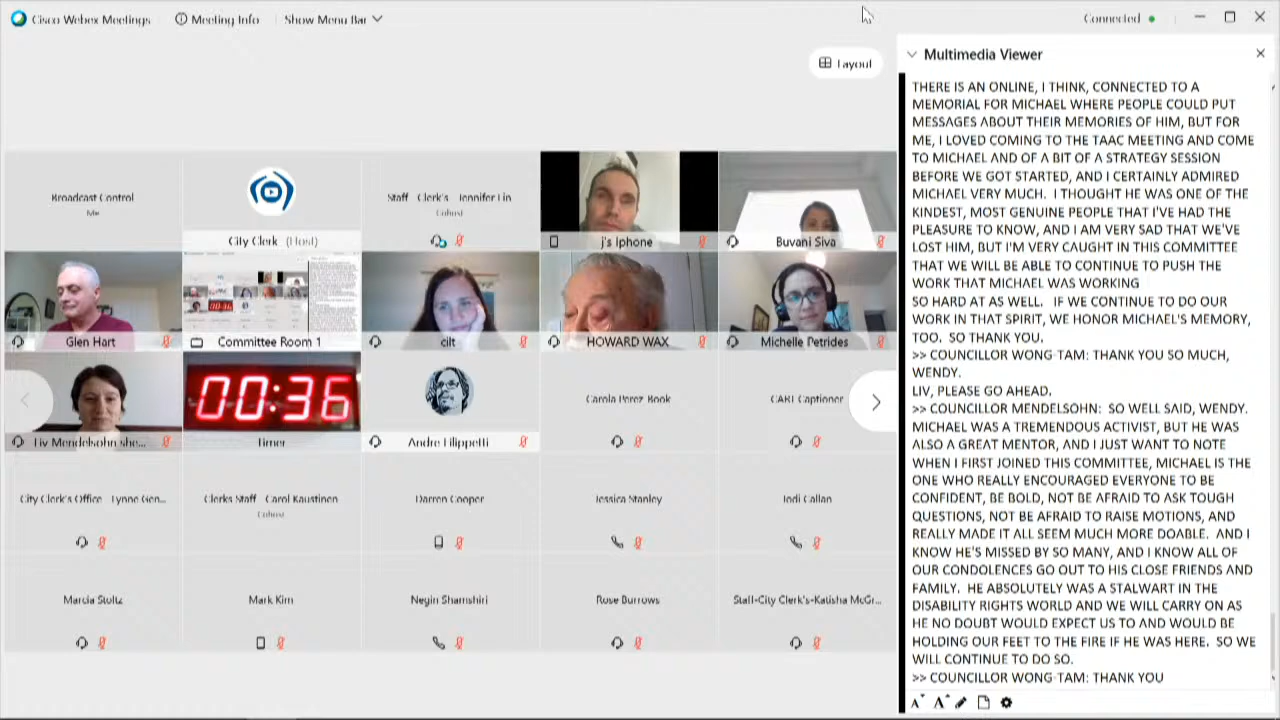 Cisco Webex Meetings
Meeting Info
Show Menu Bar
Connected
Layout
Broadcast Control
Me
City Clerk (Host)
Staff Clerk's Jennifer Lin
Cohost
j's Iphone
Buvani Siva
Glen Hart
Committee Room 1
cilt
HOWARD WAX
Michelle Petrides
Liv Mendelsohn she...
00:36
Timer
Andre Filippetti
Carola Perez Book
CART Captioner
City Clerk's Office Lynne Gen...
Clerks Staff Carol Kaustinen
Cohost
Darren Cooper
Jessica Stanley
Jodi Callan
Marcia Stoltz
Mark Kim
Negin Shamshiri
Rose Burrows
Staff-City Clerk's-Katisha McGr...
Multimedia Viewer
THERE IS AN ONLINE, I THINK, CONNECTED TO A
MEMORIAL FOR MICHAEL WHERE PEOPLE COULD PUT
MESSAGES ABOUT THEIR MEMORIES OF HIM, BUT FOR
ME, I LOVED COMING TO THE TAAC MEETING AND COME
TO MICHAEL AND OF A BIT OF A STRATEGY SESSION
BEFORE WE GOT STARTED, AND I CERTAINLY ADMIRED
MICHAEL VERY MUCH. I THOUGHT HE WAS ONE OF THE
KINDEST, MOST GENUINE PEOPLE THAT I'VE HAD THE
PLEASURE TO KNOW, AND I AM VERY SAD THAT WE'VE
LOST HIM, BUT I'M VERY CAUGHT IN THIS COMMITTEE
THAT WE WILL BE ABLE TO CONTINUE TO PUSH THE
WORK THAT MICHAEL WAS WORKING
SO HARD AT AS WELL. IF WE CONTINUE TO DO OUR
WORK IN THAT SPIRIT, WE HONOR MICHAEL'S MEMORY,
TOO. SO THANK YOU.
>> COUNCILLOR WONG-TAM: THANK YOU SO MUCH,
WENDY.
LIV, PLEASE GO AHEAD.
>> COUNCILLOR MENDELSOHN: SO WELL SAID, WENDY.
MICHAEL WAS A TREMENDOUS ACTIVIST, BUT HE WAS
ALSO A GREAT MENTOR, AND I JUST WANT TO NOTE
WHEN I FIRST JOINED THIS COMMITTEE, MICHAEL IS THE
ONE WHO REALLY ENCOURAGED EVERYONE TO BE
CONFIDENT, BE BOLD, NOT BE AFRAID TO ASK TOUGH
QUESTIONS, NOT BE AFRAID TO RAISE MOTIONS, AND
REALLY MADE IT ALL SEEM MUCH MORE DOABLE. AND I
KNOW HE'S MISSED BY SO MANY, AND I KNOW ALL OF
OUR CONDOLENCES GO OUT TO HIS CLOSE FRIENDS AND
FAMILY. HE ABSOLUTELY WAS A STALWART IN THE
DISABILITY RIGHTS WORLD AND WE WILL CARRY ON AS
HE NO DOUBT WOULD EXPECT US TO AND WOULD BE
HOLDING OUR FEET TO THE FIRE IF HE WAS HERE. SO WE
WILL CONTINUE TO DO SO.
>> COUNCILLOR WONG-TAM: THANK YOU